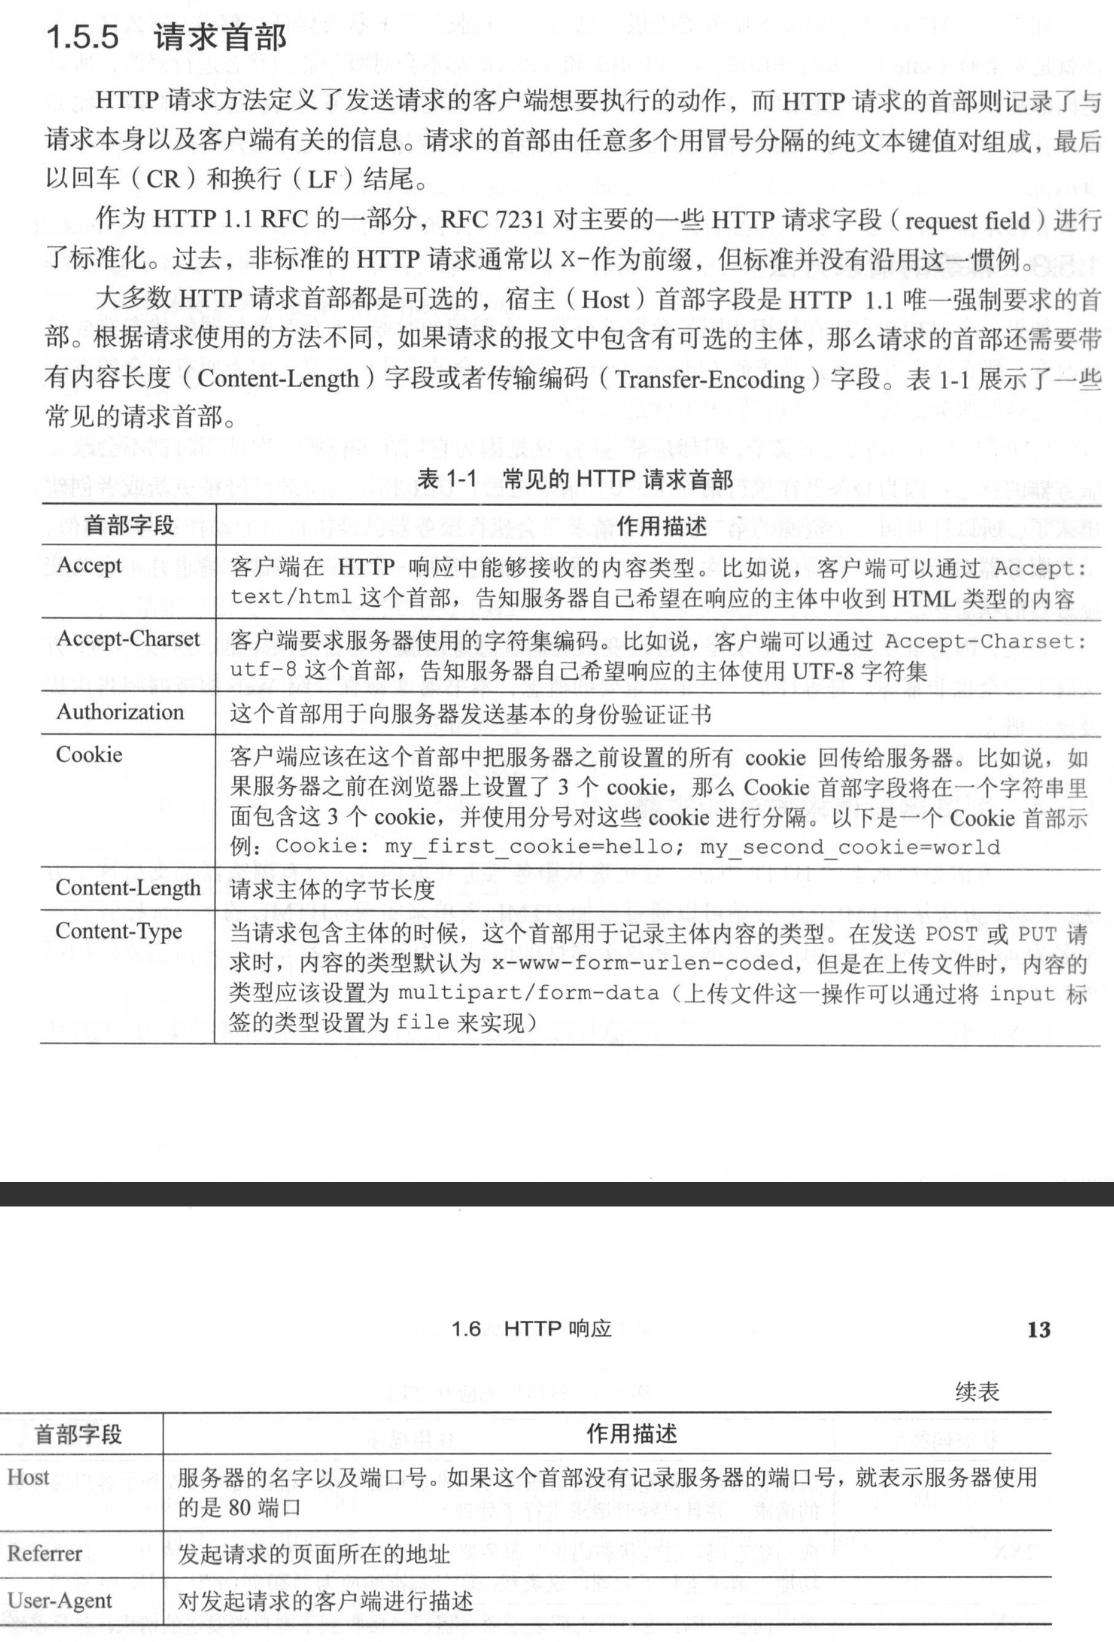 1.5.5 请求首部
HTTP 请求方法定义了发送请求的客户端想要执行的动作，而 HTTP 请求的首部则记录了与
请求本身以及客户端有关的信息。请求的首部由任意多个用冒号分隔的纯文本键值对组成，最后
以回车（CR）和换行（LF）结尾。
作为 HTTP 1.1 RFC 的一部分，RFC 7231 对主要的一些 HTTP 请求字段（request field）进行
了标准化。过去，非标准的 HTTP 请求通常以 X-作为前缀，但标准并没有沿用这一惯例。
大多数 HTTP 请求首部都是可选的，宿主（Host）首部字段是 HTTP 1.1 唯一强制要求的首
部。根据请求使用的方法不同，如果请求的报文中包含有可选的主体，那么请求的首部还需要带
有内容长度（Content-Length）字段或者传输编码（Transfer-Encoding）字段。表 1-1 展示了一些
常见的请求首部。
表 1-1 常见的 HTTP 请求首部
首部字段 作用描述
Accept 客户端在 HTTP 响应中能够接收的内容类型。比如说，客户端可以通过 Accept:
text/html 这个首部，告知服务器自己希望在响应的主体中收到 HTML 类型的内容
Accept-Charset 客户端要求服务器使用的字符集编码。比如说，客户端可以通过 Accept-Charset:
utf-8 这个首部，告知服务器自己希望响应的主体使用 UTF-8 字符集
Authorization 这个首部用于向服务器发送基本的身份验证证书
Cookie 客户端应该在这个首部中把服务器之前设置的所有 cookie 回传给服务器。比如说，如
果服务器之前在浏览器上设置了 3 个 cookie，那么 Cookie 首部字段将在一个字符串里
面包含这 3 个 cookie，并使用分号对这些 cookie 进行分隔。以下是一个 Cookie 首部示
例：Cookie: my_first_cookie=hello; my_second_cookie=world
Content-Length 请求主体的字节长度
Content-Type 当请求包含主体的时候，这个首部用于记录主体内容的类型。在发送 POST 或 PUT 请
求时，内容的类型默认为 x-www-form-urlen-coded，但是在上传文件时，内容的
类型应该设置为 multipart/form-data（上传文件这一操作可以通过将 input 标
签的类型设置为 file 来实现）
1.6 HTTP 响应 13
续表
首部字段 作用描述
Host 服务器的名字以及端口号。如果这个首部没有记录服务器的端口号，就表示服务器使用
的是 80 端口
Referrer 发起请求的页面所在的地址
User-Agent 对发起请求的客户端进行描述